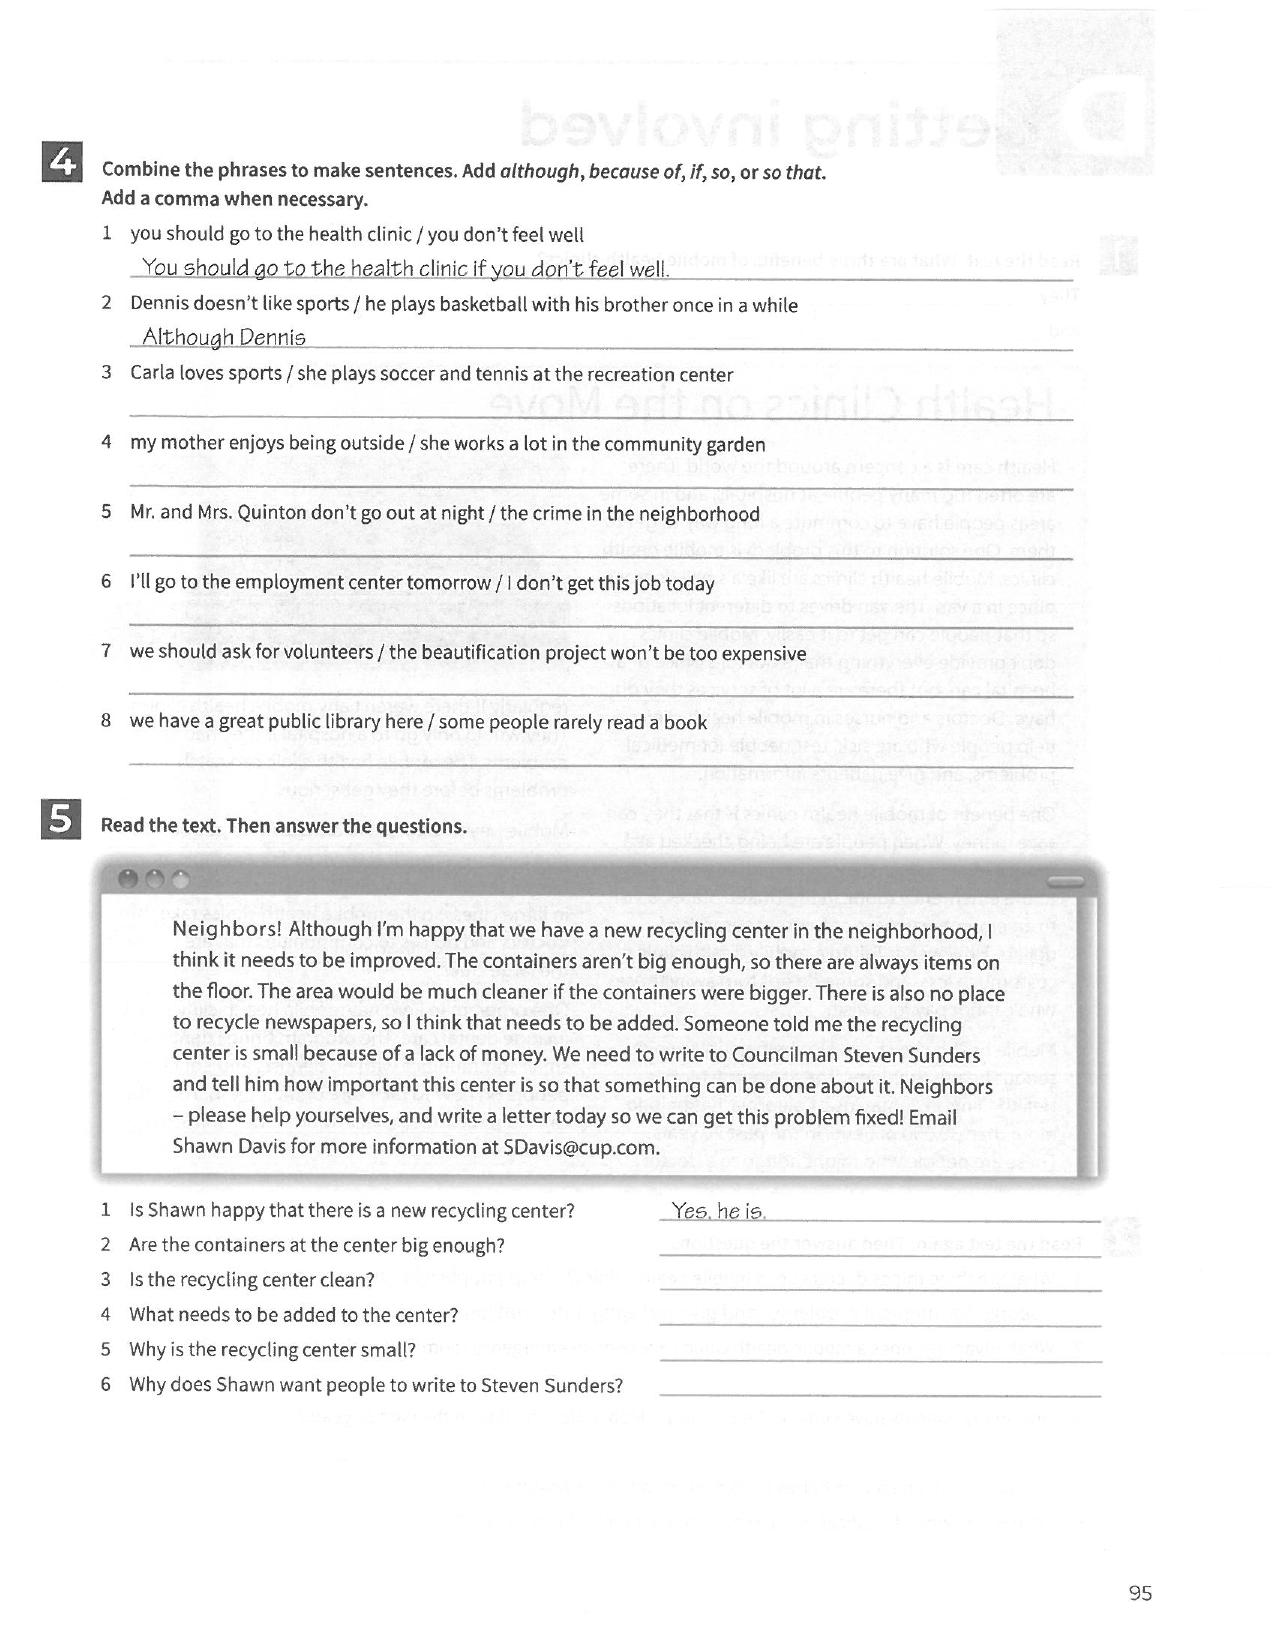 etting involved
D
4
Combine the phrases to make sentences. Add although, because of, if, so, or so that.
Add a comma when necessary.
1 you should go to the health clinic / you don't feel well
You should go to the health clinic if you don't feel well.
2 Dennis doesn't like sports / he plays basketball with his brother once in a while
Although Dennis
3 Carla loves sports / she plays soccer and tennis at the recreation center
Health Clinics on the Move
4 my mother enjoys being outside / she works a lot in the community garden
5 Mr. and Mrs. Quinton don't go out at night / the crime in the neighborhood
6 I'll go to the employment center tomorrow / I don't get this job today
7 we should ask for volunteers / the beautification project won't be too expensive
8 we have a great public library here / some people rarely read a book
5
Read the text. Then answer the questions.
Neighbors! Although I'm happy that we have a new recycling center in the neighborhood, I
think it needs to be improved. The containers aren't big enough, so there are always items on
the floor. The area would be much cleaner if the containers were bigger. There is also no place
to recycle newspapers, so I think that needs to be added. Someone told me the recycling
center is small because of a lack of money. We need to write to Councilman Steven Sunders
and tell him how important this center is so that something can be done about it. Neighbors
– please help yourselves, and write a letter today so we can get this problem fixed! Email
Shawn Davis for more information at SDavis@cup.com.
1 Is Shawn happy that there is a new recycling center? Yes, he is.
2 Are the containers at the center big enough?
3 Is the recycling center clean?
4 What needs to be added to the center?
5 Why is the recycling center small?
6 Why does Shawn want people to write to Steven Sunders?
95